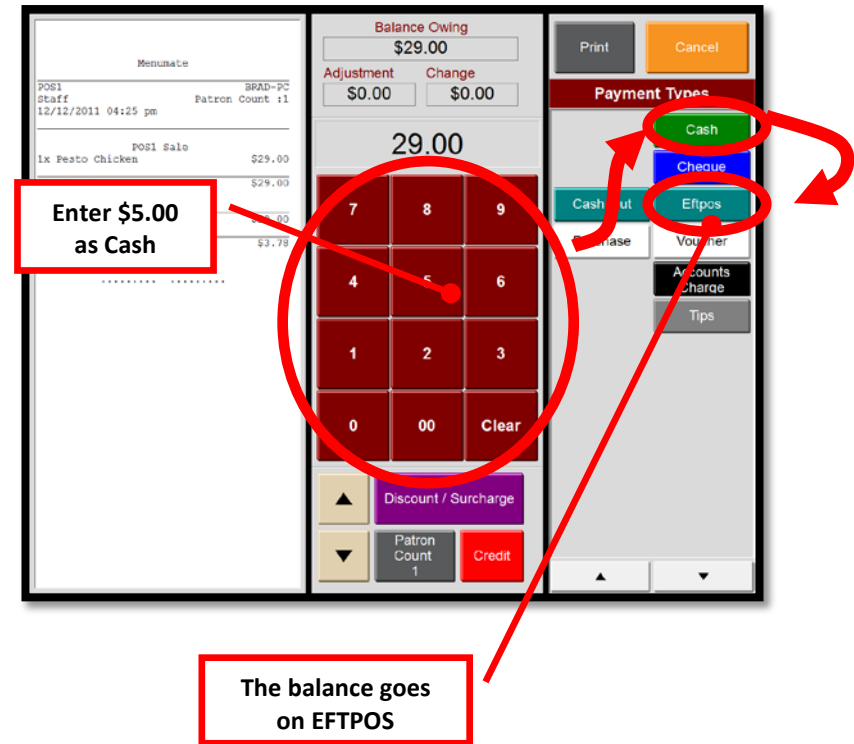 Menumate
POS1 BRAD-PC
Staff Patron Count :1
12/12/2011 04:25 pm
POS1 Sale
1x Pesto Chicken $29.00
$29.00
$3.78
Enter $5.00
as Cash
Balance Owing
$29.00
Adjustment Change
$0.00 $0.00
29.00
7 8 9
4 5 6
1 2 3
0 00 Clear
Discount / Surcharge
Patron
Count
1
Credit
Print Cancel
Payment Types
Cash
Cheque
Eftpos
Voucher
Accounts
Charge
Tips
The balance goes
on EFTPOS